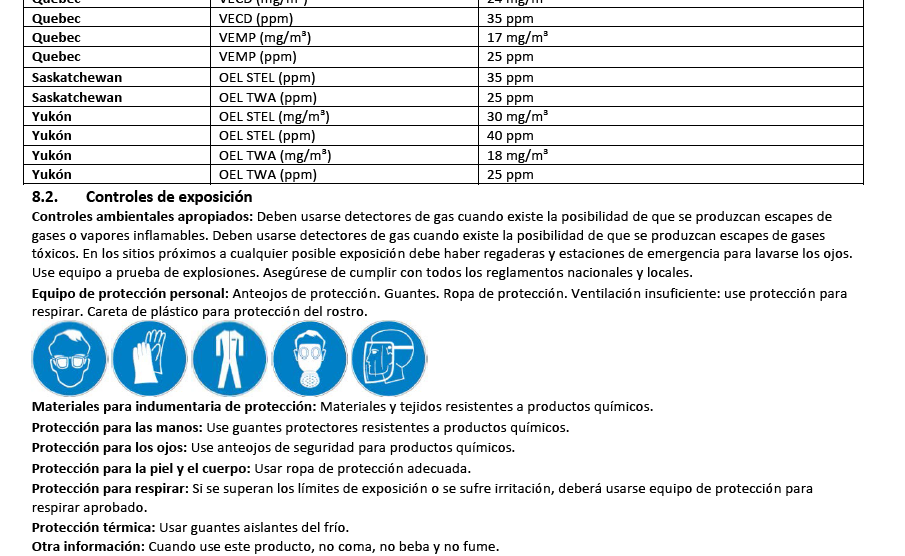 Quebec VECD (mg/m³) 24 mg/m³
Quebec VECD (ppm) 35 ppm
Quebec VEMP (mg/m³) 17 mg/m³
Quebec VEMP (ppm) 25 ppm
Saskatchewan OEL STEL (ppm) 35 ppm
Saskatchewan OEL TWA (ppm) 25 ppm
Yukón OEL STEL (mg/m³) 30 mg/m³
Yukón OEL STEL (ppm) 40 ppm
Yukón OEL TWA (mg/m³) 18 mg/m³
Yukón OEL TWA (ppm) 25 ppm
8.2. Controles de exposición
Controles ambientales apropiados: Deben usarse detectores de gas cuando existe la posibilidad de que se produzcan escapes de
gases o vapores inflamables. Deben usarse detectores de gas cuando existe la posibilidad de que se produzcan escapes de gases
tóxicos. En los sitios próximos a cualquier posible exposición debe haber regaderas y estaciones de emergencia para lavarse los ojos.
Use equipo a prueba de explosiones. Asegúrese de cumplir con todos los reglamentos nacionales y locales.
Equipo de protección personal: Anteojos de protección. Guantes. Ropa de protección. Ventilación insuficiente: use protección para
respirar. Careta de plástico para protección del rostro.
Materiales para indumentaria de protección: Materiales y tejidos resistentes a productos químicos.
Protección para las manos: Use guantes protectores resistentes a productos químicos.
Protección para los ojos: Use anteojos de seguridad para productos químicos.
Protección para la piel y el cuerpo: Usar ropa de protección adecuada.
Protección para respirar: Si se superan los límites de exposición o se sufre irritación, deberá usarse equipo de protección para
respirar aprobado.
Protección térmica: Usar guantes aislantes del frío.
Otra información: Cuando use este producto, no coma, no beba y no fume.